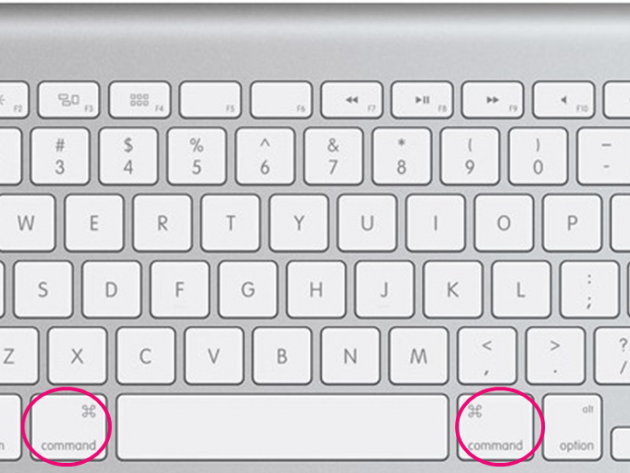 F2 F3 F4 F5 F6 F7 F8 F9 F10
# $ % ^ & * ( ) –
3 4 5 6 7 8 9 0 -
W E R T Y U I O P
S D F G H J K L : ;
Z X C V B N M < , > . ? /
⌘ ⌘ alt
n command command option